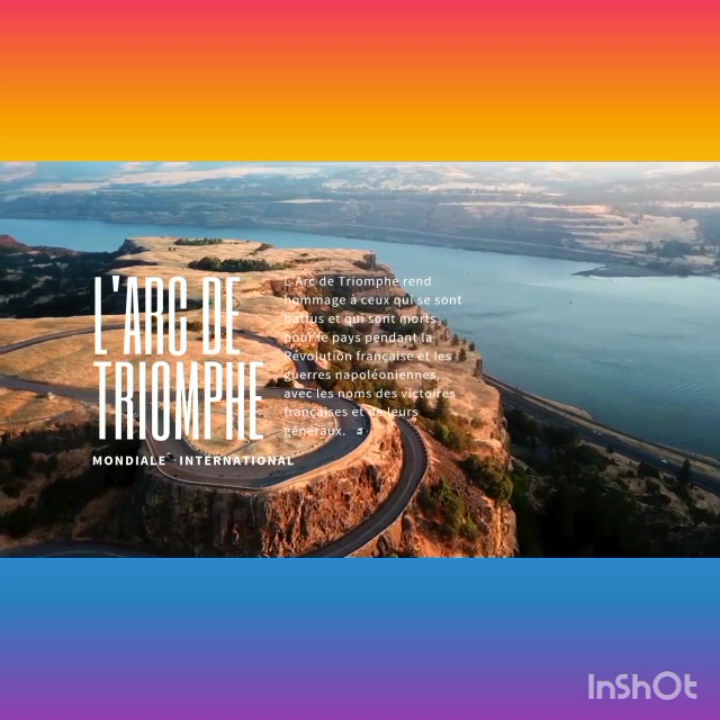 L'ARC DE
TRIOMPHE
MONDIALE - INTERNATIONAL
L'Arc de Triomphe rend
hommage à ceux qui se sont
battus et qui sont morts
pour le pays pendant la
Révolution française et les
guerres napoléoniennes,
avec les noms des victoires
françaises et de leurs
généraux.
InShOt